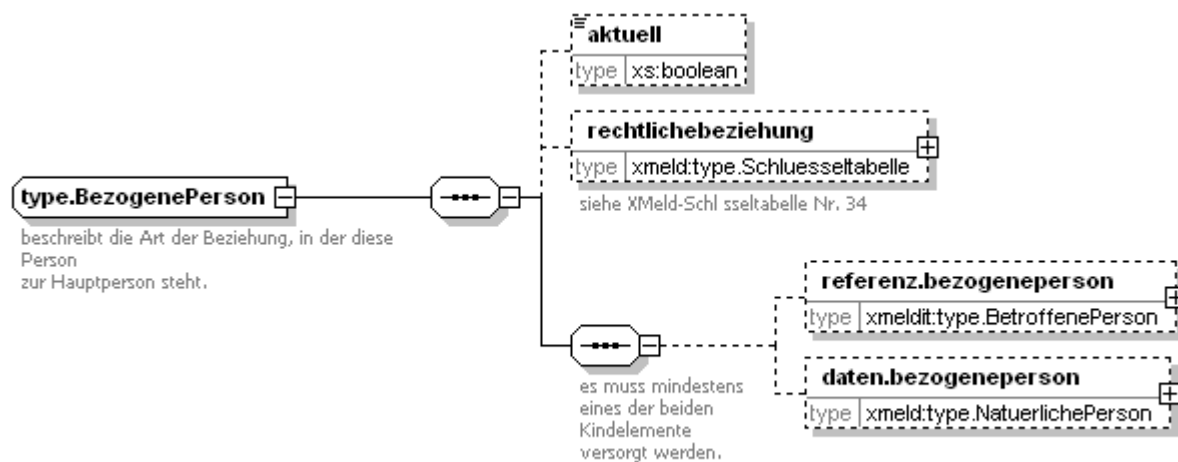 aktuell
type xs:boolean
rechtlichebeziehung
type xmeld:type.Schluesseltabelle
siehe XMeld-Schl sseltabelle Nr. 34
type.BezogenePerson
beschreibt die Art der Beziehung, in der diese
Person
zur Hauptperson steht.
referenz.bezogeneperson
type xmeldit:type.BetroffenePerson
es muss mindestens
eines der beiden
Kindelemente
versorgt werden.
daten.bezogeneperson
type xmeld:type.NatuerlichePerson